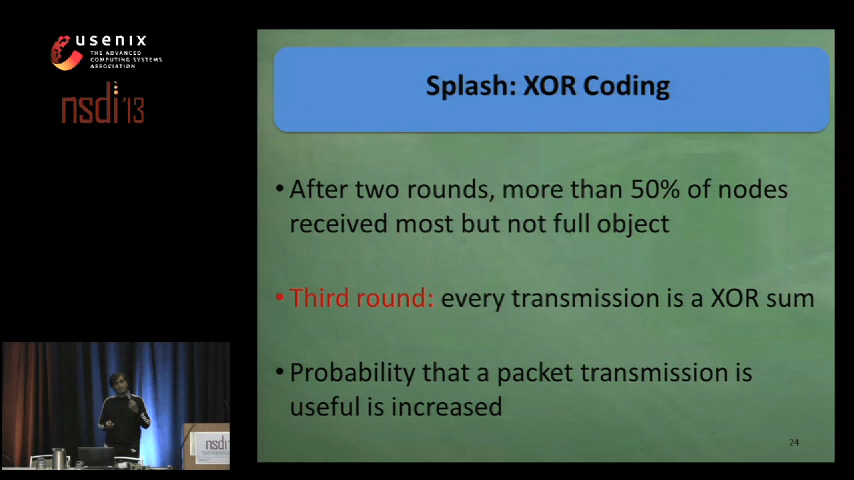 usenix
THE ADVANCED
COMPUTING SYSTEMS
ASSOCIATION
nsdi'13
Splash: XOR Coding
•After two rounds, more than 50% of nodes
received most but not full object
•Third round: every transmission is a XOR sum
•Probability that a packet transmission is
useful is increased
24
nsdi